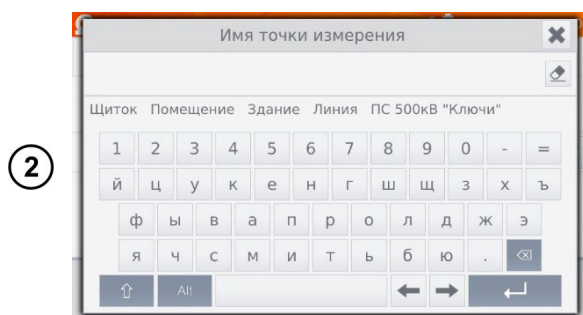 Имя точки измерения
Щиток Помещение Здание Линия ПС 500кВ "Ключи"
2
1 2 3 4 5 6 7 8 9 0 - =
й ц у к е н г ш щ з х ъ
ф ы в а п р о л д ж э
я ч с м и т ь б ю .
Alt